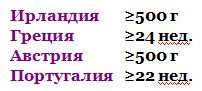 Ирландия ≥500 г
Греция ≥24 нед.
Австрия ≥500 г
Португалия ≥22 нед.